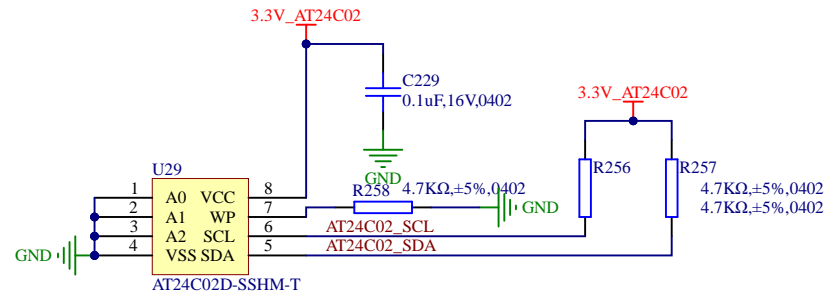 3.3V_AT24C02
C229
0.1uF,16V,0402
3.3V_AT24C02
GND
U29
R256
R257
R258
4.7KΩ,±5%,0402
4.7KΩ,±5%,0402
4.7KΩ,±5%,0402
1
A0
VCC
8
2
A1
WP
7
GND
3
A2
SCL
6
AT24C02_SCL
4
VSS
SDA
5
AT24C02_SDA
GND
AT24C02D-SSHM-T